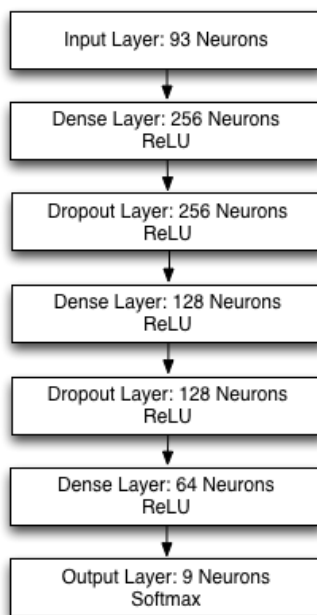 Input Layer: 93 Neurons
Dense Layer: 256 Neurons
ReLU
Dropout Layer: 256 Neurons
ReLU
Dense Layer: 128 Neurons
ReLU
Dropout Layer: 128 Neurons
ReLU
Dense Layer: 64 Neurons
ReLU
Output Layer: 9 Neurons
Softmax